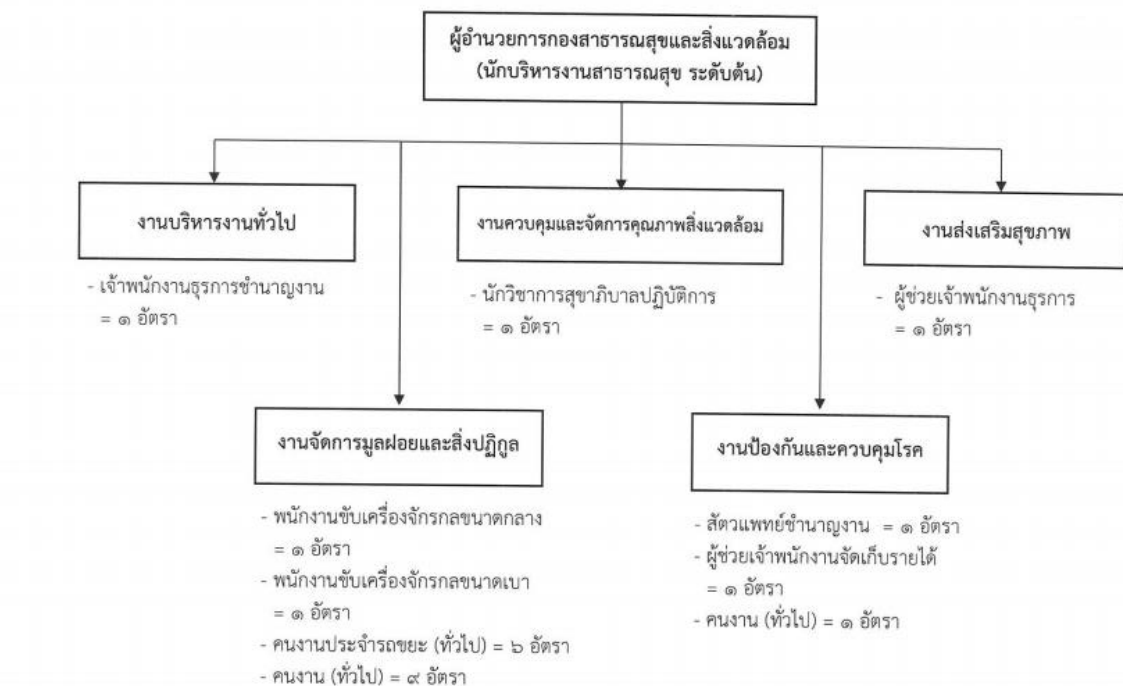 ผู้อำนวยการกองสาธารณสุขและสิ่งแวดล้อม
(นักบริหารงานสาธารณสุข ระดับต้น)
งานบริหารงานทั่วไป
- เจ้าพนักงานธุรการชำนาญงาน
= ๑ อัตรา
งานควบคุมและจัดการคุณภาพสิ่งแวดล้อม
- นักวิชาการสุขาภิบาลปฏิบัติการ
= ๑ อัตรา
งานส่งเสริมสุขภาพ
- ผู้ช่วยเจ้าพนักงานธุรการ
= ๑ อัตรา
งานจัดการมูลฝอยและสิ่งปฏิกูล
- พนักงานขับเครื่องจักรกลขนาดกลาง
= ๑ อัตรา
- พนักงานขับเครื่องจักรกลขนาดเบา
= ๑ อัตรา
- คนงานประจำรถขยะ (ทั่วไป) = ๖ อัตรา
- คนงาน (ทั่วไป) = ๙ อัตรา
งานป้องกันและควบคุมโรค
- สัตวแพทย์ชำนาญงาน = ๑ อัตรา
- ผู้ช่วยเจ้าพนักงานจัดเก็บรายได้
= ๑ อัตรา
- คนงาน (ทั่วไป) = ๑ อัตรา